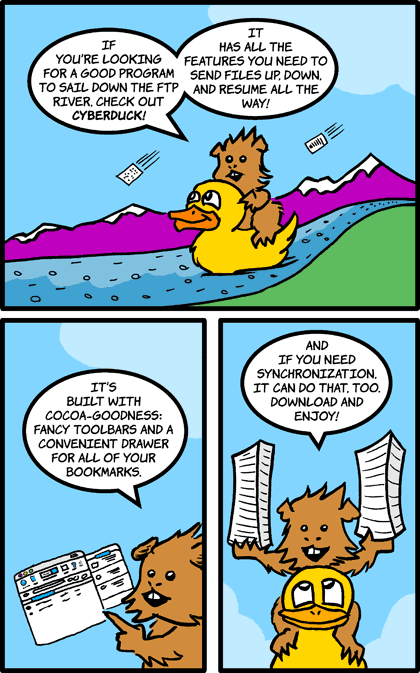 IF
YOU'RE LOOKING
FOR A GOOD PROGRAM
TO SAIL DOWN THE FTP
RIVER, CHECK OUT
CYBERDUCK!
IT
HAS ALL THE
FEATURES YOU NEED TO
SEND FILES UP, DOWN,
AND RESUME ALL THE
WAY!
IT'S
BUILT WITH
COCOA-GOODNESS:
FANCY TOOLBARS AND A
CONVENIENT DRAWER
FOR ALL OF YOUR
BOOKMARKS.
AND
IF YOU NEED
SYNCHRONIZATION,
IT CAN DO THAT, TOO.
DOWNLOAD AND
ENJOY!